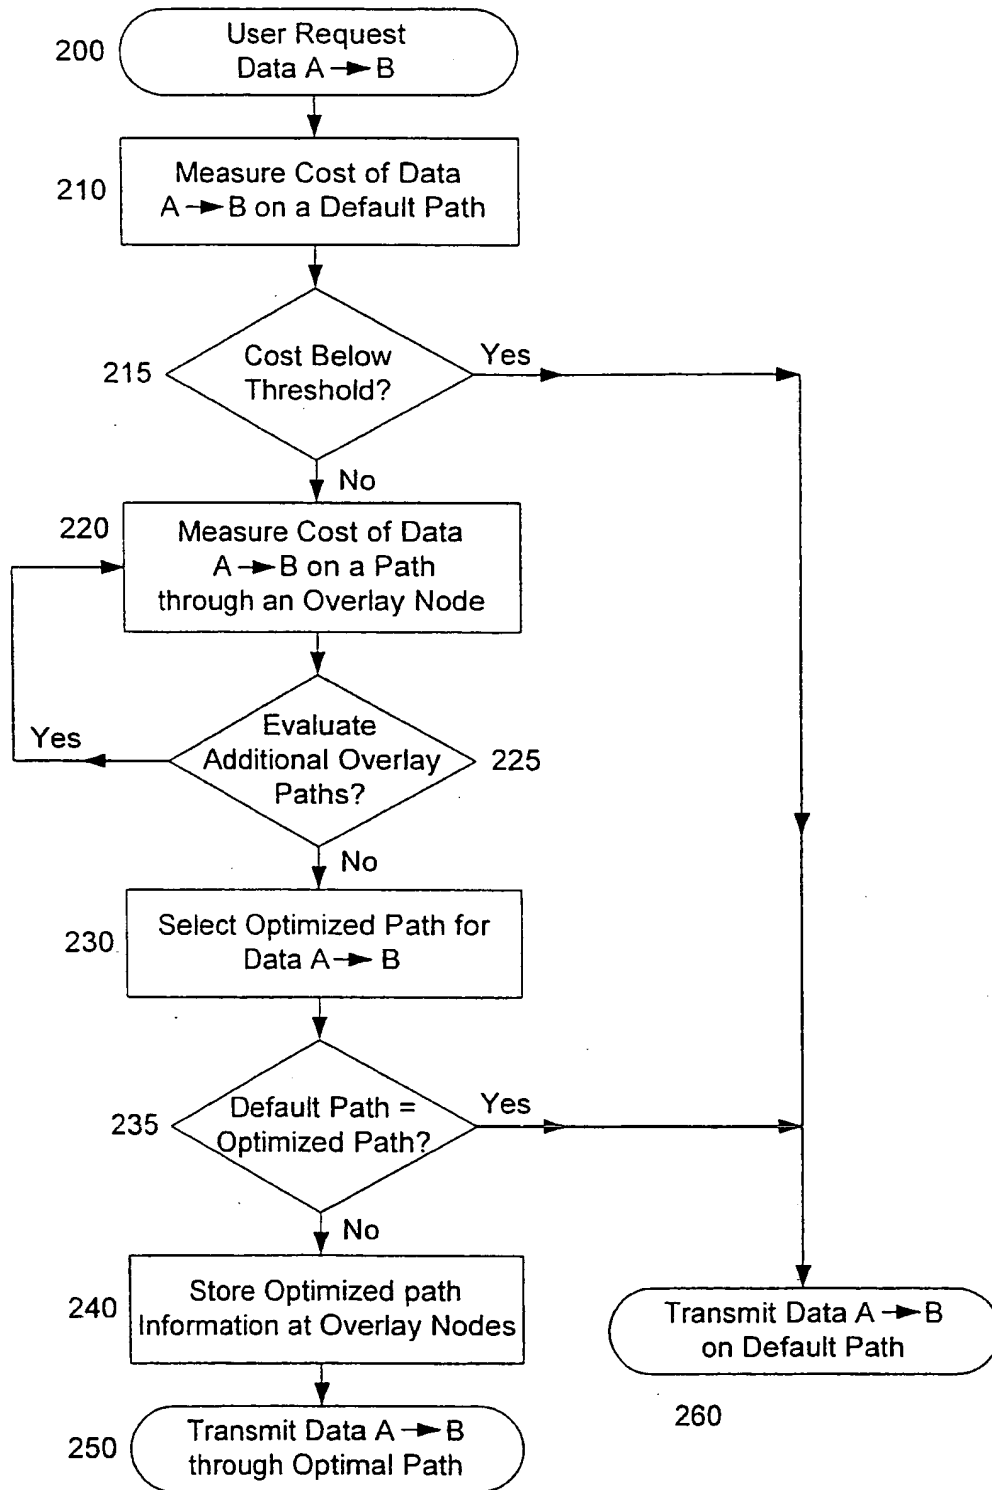 200
User Request
Data A → B
210
Measure Cost of Data
A → B on a Default Path
215
Cost Below
Threshold?
Yes
No
220
Measure Cost of Data
A → B on a Path
through an Overlay Node
Yes
Evaluate
Additional Overlay
Paths?
225
No
230
Select Optimized Path for
Data A → B
235
Default Path =
Optimized Path?
Yes
No
240
Store Optimized path
Information at Overlay Nodes
Transmit Data A → B
on Default Path
260
250
Transmit Data A → B
through Optimal Path